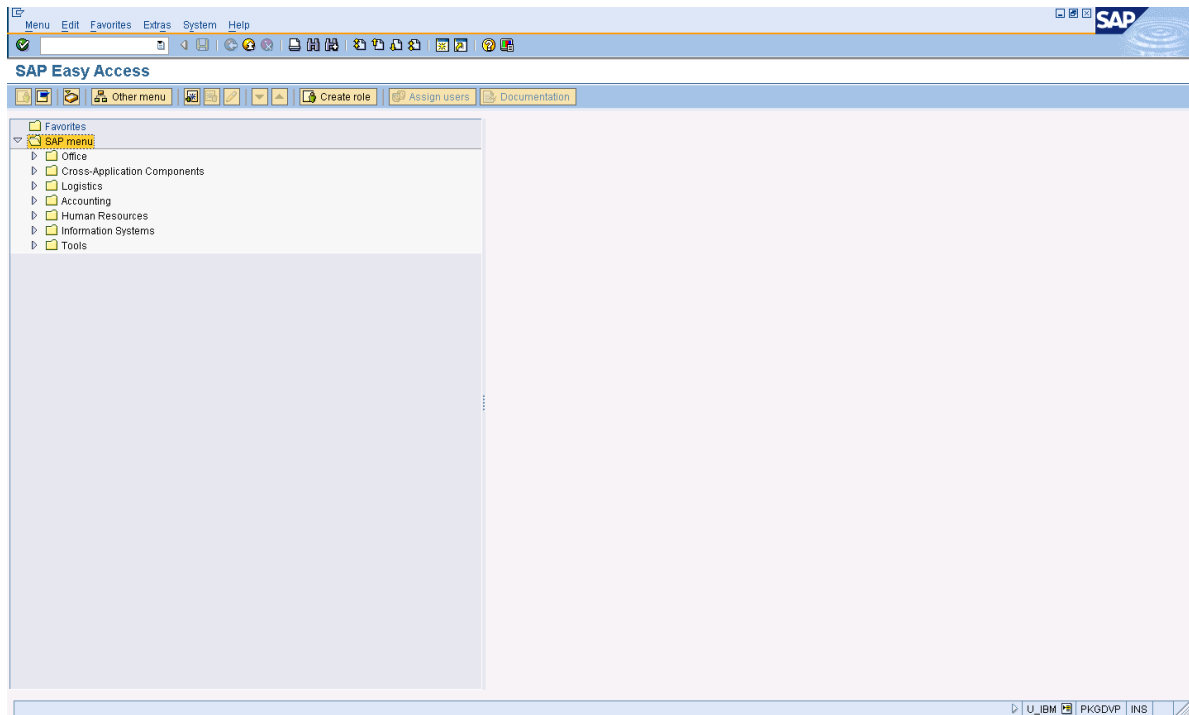 Menu Edit Favorites Extras System Help
SAP
SAP Easy Access
Other menu Create role Assign users Documentation
Favorites
SAP menu
Office
Cross-Application Components
Logistics
Accounting
Human Resources
Information Systems
Tools
U_IBM PKGDVP INS